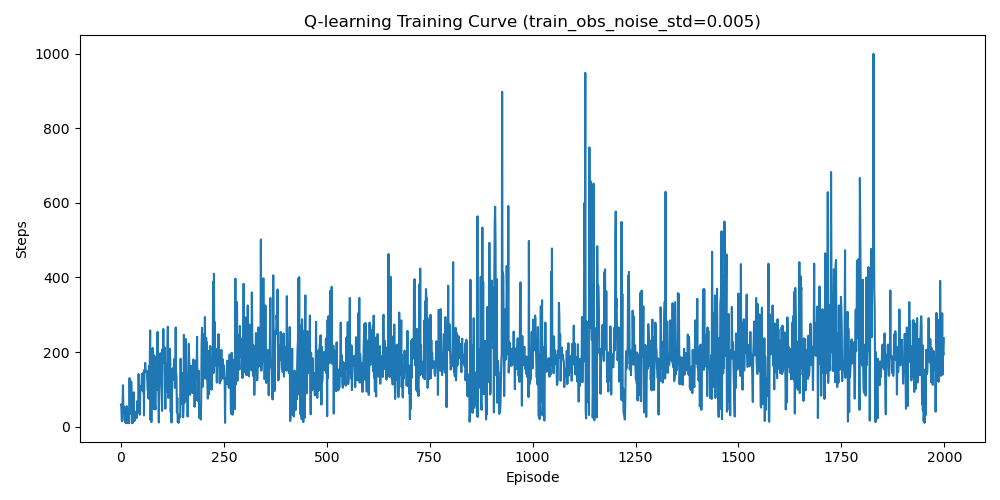 Q-learning Training Curve (train_obs_noise_std=0.005)
1000
800
600
400
200
0
Steps
0 250 500 750 1000 1250 1500 1750 2000
Episode